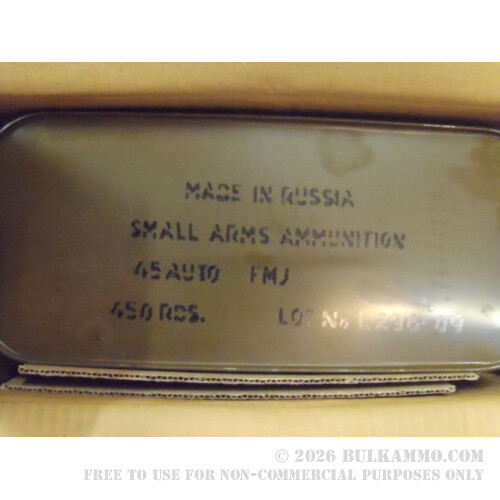 MADE IN RUSSIA
SMALL ARMS AMMUNITION
45 AUTO FMJ
450 RDS. LOT No
© 2026 BULKAMMO.COM
FREE TO USE FOR NON-COMMERCIAL PURPOSES ONLY